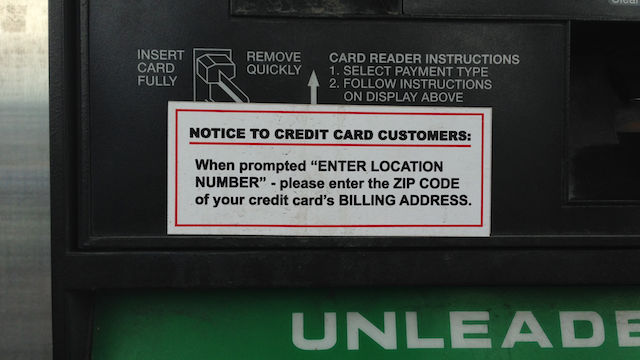 INSERT
CARD
FULLY
REMOVE
QUICKLY
CARD READER INSTRUCTIONS
1. SELECT PAYMENT TYPE
2. FOLLOW INSTRUCTIONS
ON DISPLAY ABOVE
NOTICE TO CREDIT CARD CUSTOMERS:
When prompted “ENTER LOCATION
NUMBER” - please enter the ZIP CODE
of your credit card’s BILLING ADDRESS.
UNLEADE